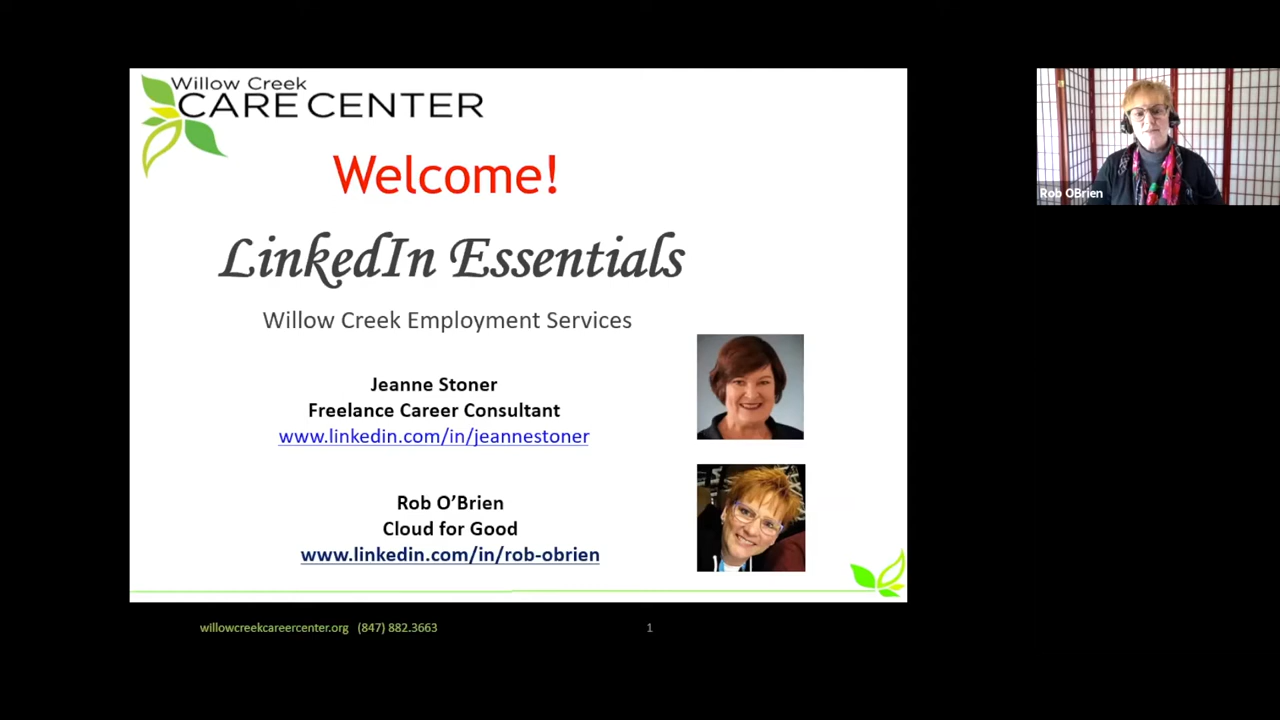 Willow Creek
CARE CENTER
Welcome!
LinkedIn Essentials
Willow Creek Employment Services
Jeanne Stoner
Freelance Career Consultant
www.linkedin.com/in/jeannestoner
Rob O’Brien
Cloud for Good
www.linkedin.com/in/rob-obrien
willowcreekcareercenter.org (847) 882.3663
1
Rob OBrien